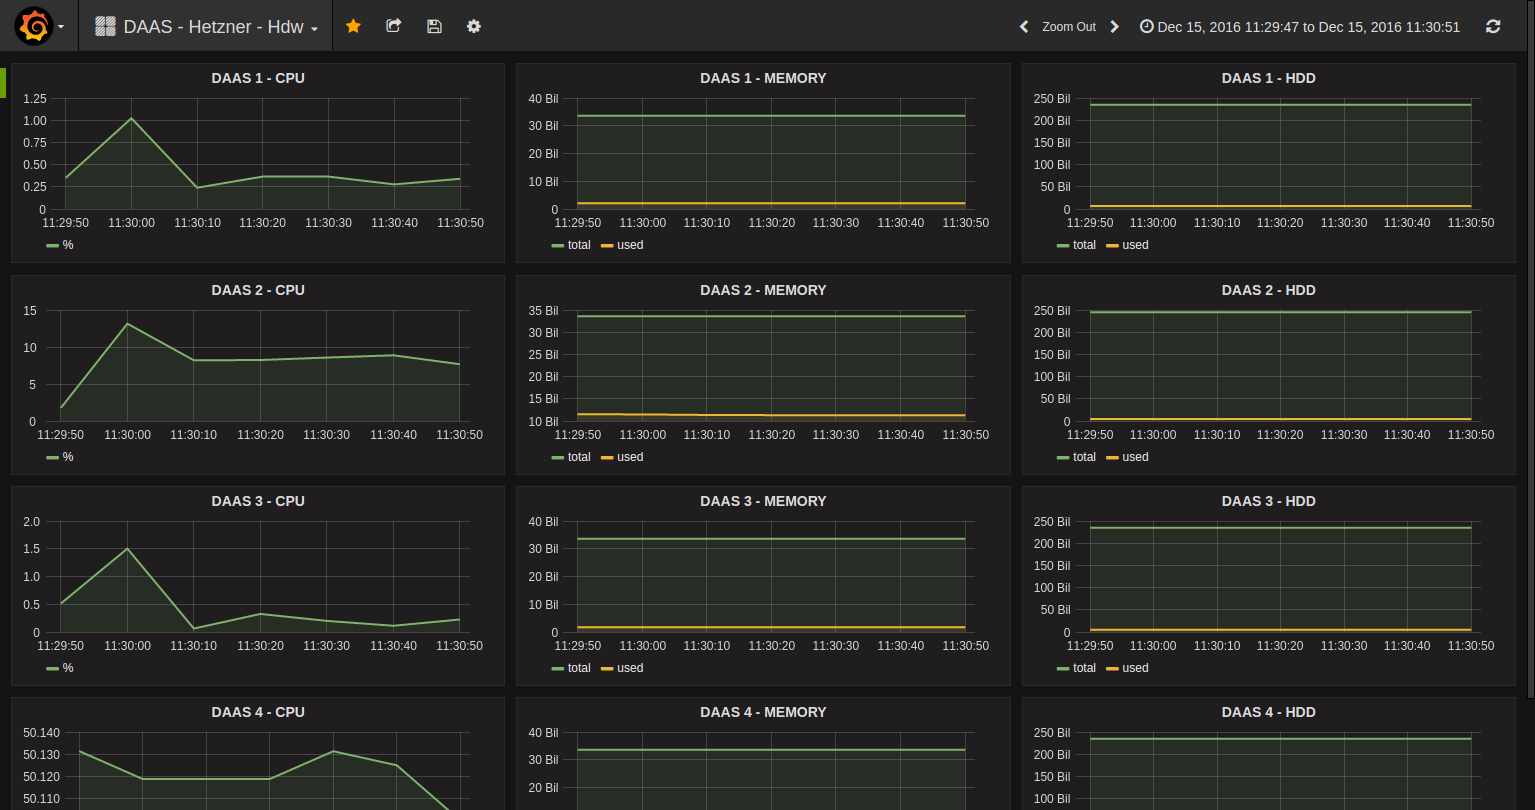 DAAS - Hetzner - Hdw
Zoom Out
Dec 15, 2016 11:29:47 to Dec 15, 2016 11:30:51
DAAS 1 - CPU
1.25
1.00
0.75
0.50
0.25
0
11:29:50 11:30:00 11:30:10 11:30:20 11:30:30 11:30:40 11:30:50
%
DAAS 1 - MEMORY
40 Bil
30 Bil
20 Bil
10 Bil
0
11:29:50 11:30:00 11:30:10 11:30:20 11:30:30 11:30:40 11:30:50
total used
DAAS 1 - HDD
250 Bil
200 Bil
150 Bil
100 Bil
50 Bil
0
11:29:50 11:30:00 11:30:10 11:30:20 11:30:30 11:30:40 11:30:50
total used
DAAS 2 - CPU
15
10
5
0
11:29:50 11:30:00 11:30:10 11:30:20 11:30:30 11:30:40 11:30:50
%
DAAS 2 - MEMORY
35 Bil
30 Bil
25 Bil
20 Bil
15 Bil
10 Bil
11:29:50 11:30:00 11:30:10 11:30:20 11:30:30 11:30:40 11:30:50
total used
DAAS 2 - HDD
250 Bil
200 Bil
150 Bil
100 Bil
50 Bil
0
11:29:50 11:30:00 11:30:10 11:30:20 11:30:30 11:30:40 11:30:50
total used
DAAS 3 - CPU
2.0
1.5
1.0
0.5
0
11:29:50 11:30:00 11:30:10 11:30:20 11:30:30 11:30:40 11:30:50
%
DAAS 3 - MEMORY
40 Bil
30 Bil
20 Bil
10 Bil
0
11:29:50 11:30:00 11:30:10 11:30:20 11:30:30 11:30:40 11:30:50
total used
DAAS 3 - HDD
250 Bil
200 Bil
150 Bil
100 Bil
50 Bil
0
11:29:50 11:30:00 11:30:10 11:30:20 11:30:30 11:30:40 11:30:50
total used
DAAS 4 - CPU
50.140
50.130
50.120
50.110
DAAS 4 - MEMORY
40 Bil
30 Bil
20 Bil
DAAS 4 - HDD
250 Bil
200 Bil
150 Bil
100 Bil